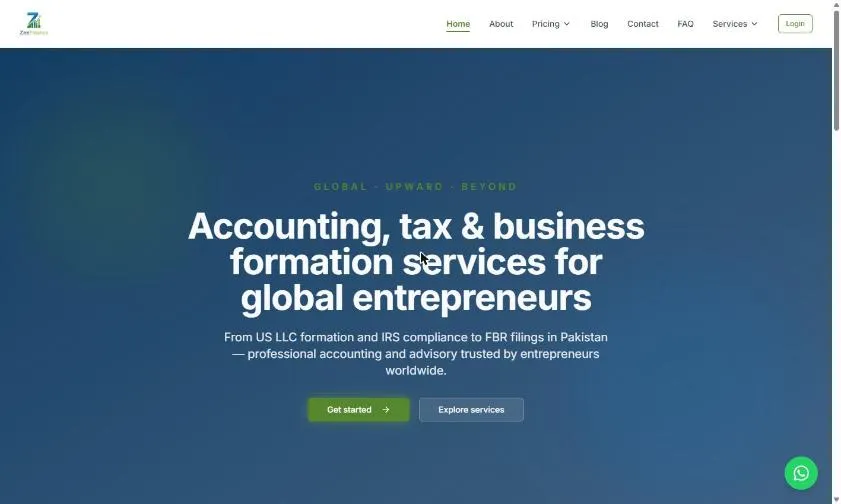 ZeeFinance
Home
About
Pricing
Blog
Contact
FAQ
Services
Login
GLOBAL · UPWARD · BEYOND
Accounting, tax & business
formation services for
global entrepreneurs
From US LLC formation and IRS compliance to FBR filings in Pakistan
— professional accounting and advisory trusted by entrepreneurs
worldwide.
Get started →
Explore services